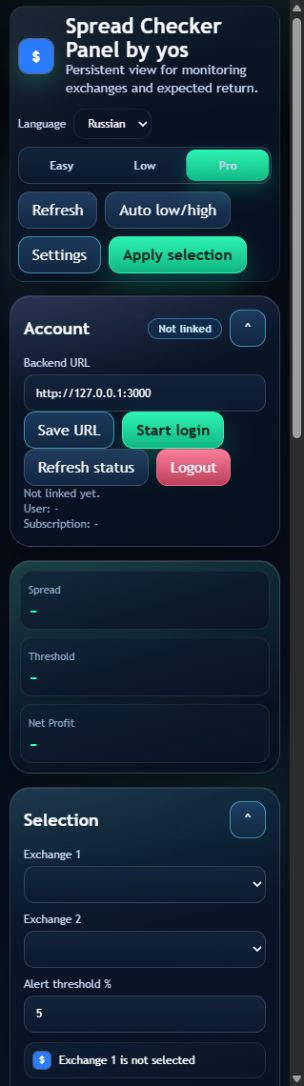 $
Spread Checker
Panel by yos
Persistent view for monitoring
exchanges and expected return.
Language Russian
Easy Low Pro
Refresh Auto low/high
Settings Apply selection
Account Not linked ^
Backend URL
http://127.0.0.1:3000
Save URL Start login
Refresh status Logout
Not linked yet.
User: -
Subscription: -
Spread
-
Threshold
-
Net Profit
-
Selection ^
Exchange 1
Exchange 2
Alert threshold %
5
$ Exchange 1 is not selected